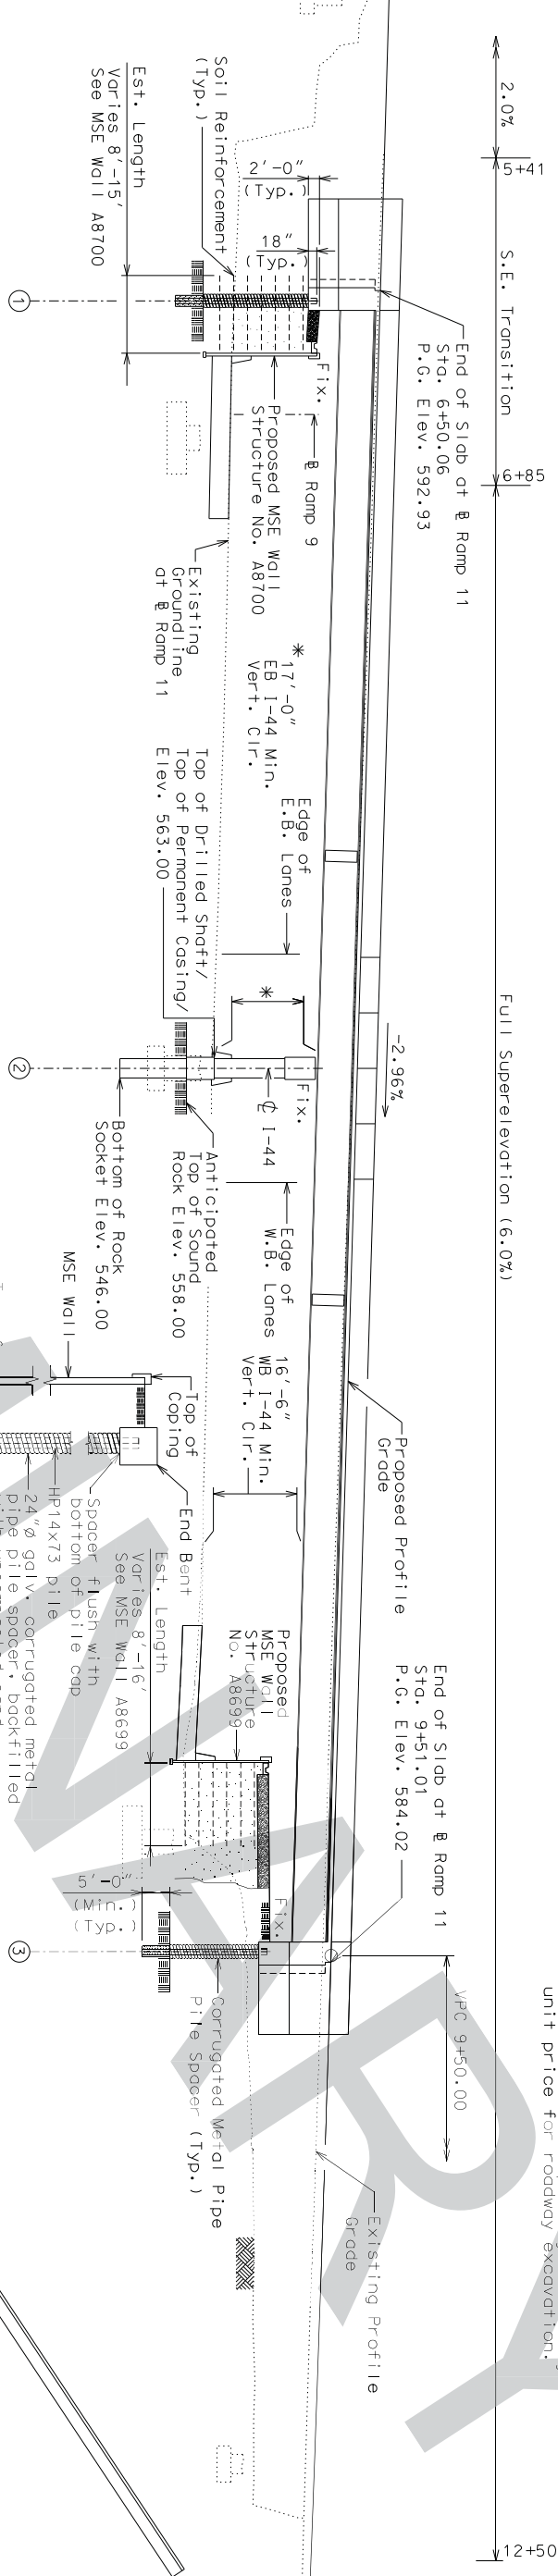 2.0%
5+41
S.E. Transition
6+85
Full Superelevation (6.0%)
12+50
unit price for roadway excavation.
End of Slab at ⅊ Ramp 11
Sta. 6+50.06
P.G. Elev. 592.93
-2.96%
Proposed Profile
Grade
End of Slab at ⅊ Ramp 11
Sta. 9+51.01
P.G. Elev. 584.02
VPC 9+50.00
Existing Profile
Grade
2'-0"
(Typ.)
18"
(Typ.)
Soil Reinforcement
(Typ.)
Est. Length
Varies 8'-15'
See MSE Wall A8700
1
Fix.
⅊ Ramp 9
Proposed MSE Wall
Structure No. A8700
Existing
Groundline
at ⅊ Ramp 11
*
17'-0"
EB I-44 Min.
Vert. Clr.
Edge of
E.B. Lanes
Top of Drilled Shaft/
Top of Permanent Casing/
Elev. 563.00
*
2
Fix.
℄ I-44
Anticipated
Top of Sound
Rock Elev. 558.00
Bottom of Rock
Socket Elev. 546.00
Edge of
W.B. Lanes
16'-6"
WB I-44 Min.
Vert. Clr.
MSE Wall
Top of
Coping
End Bent
Spacer flush with
bottom of pile cap
HP14x73 pile
24"ø galv. corrugated metal
pipe pile spacer, backfilled
Est. Length
Varies 8'-16'
See MSE Wall A8699
Proposed
MSE Wall
Structure
No. A8699
5'-0"
(Min.)
(Typ.)
Fix.
3
Corrugated Metal Pipe
Pile Spacer (Typ.)